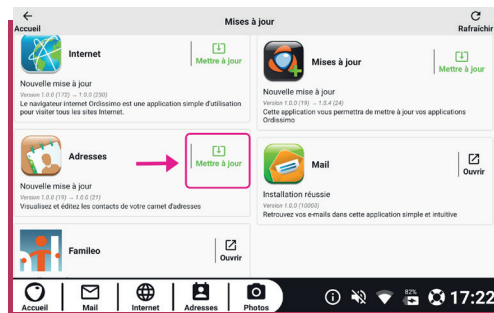 Mises à jour
Accueil
Rafraîchir
Internet
Mettre à jour
Nouvelle mise à jour
Version 1.0.0 (172) → 1.0.0 (250)
Le navigateur internet Ordissimo est une application simple d'utilisation
pour visiter tous les sites Internet.
Mises à jour
Mettre à jour
Nouvelle mise à jour
Version 1.0.0 (19) → 1.5.4 (24)
Cette application vous permettra de mettre à jour vos applications
Ordissimo
Adresses
Mettre à jour
Nouvelle mise à jour
Version 1.0.0 (19) → 1.0.0 (21)
Visualisez et éditez les contacts de votre carnet d'adresses
Mail
Ouvrir
Installation réussie
Version 1.0.0 (10003)
Retrouvez vos e-mails dans cette application simple et intuitive
Famileo
Ouvrir
Accueil
Mail
Internet
Adresses
Photos
82%
17:22